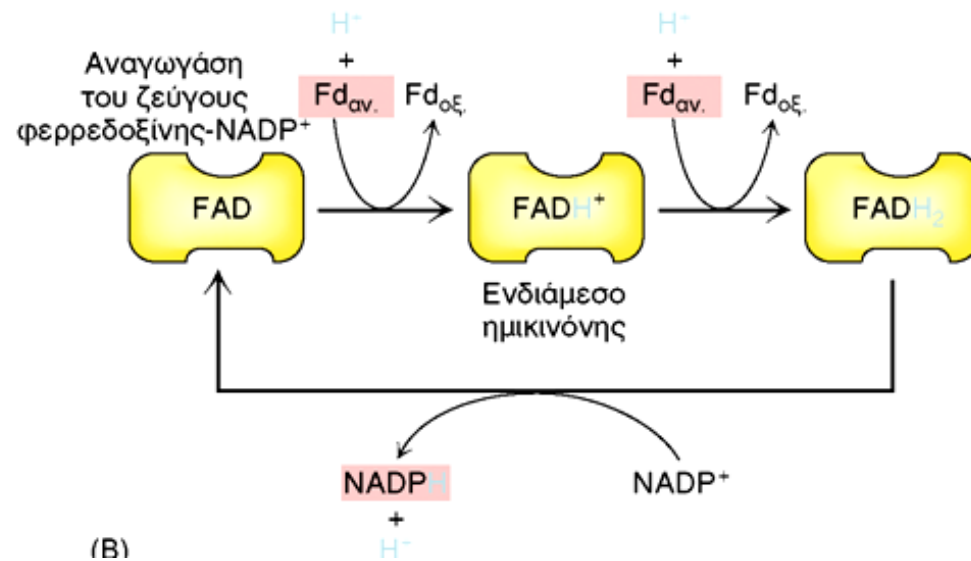 H⁺
+
Fdαν.
Fdοξ.
H⁺
+
Fdαν.
Fdοξ.
Αναγωγάση
του ζεύγους
φερρεδοξίνης-NADP⁺
FAD
FADH⁺
FADH₂
Ενδιάμεσο
ημικινόνης
NADPH
+
H⁺
NADP⁺
(B)